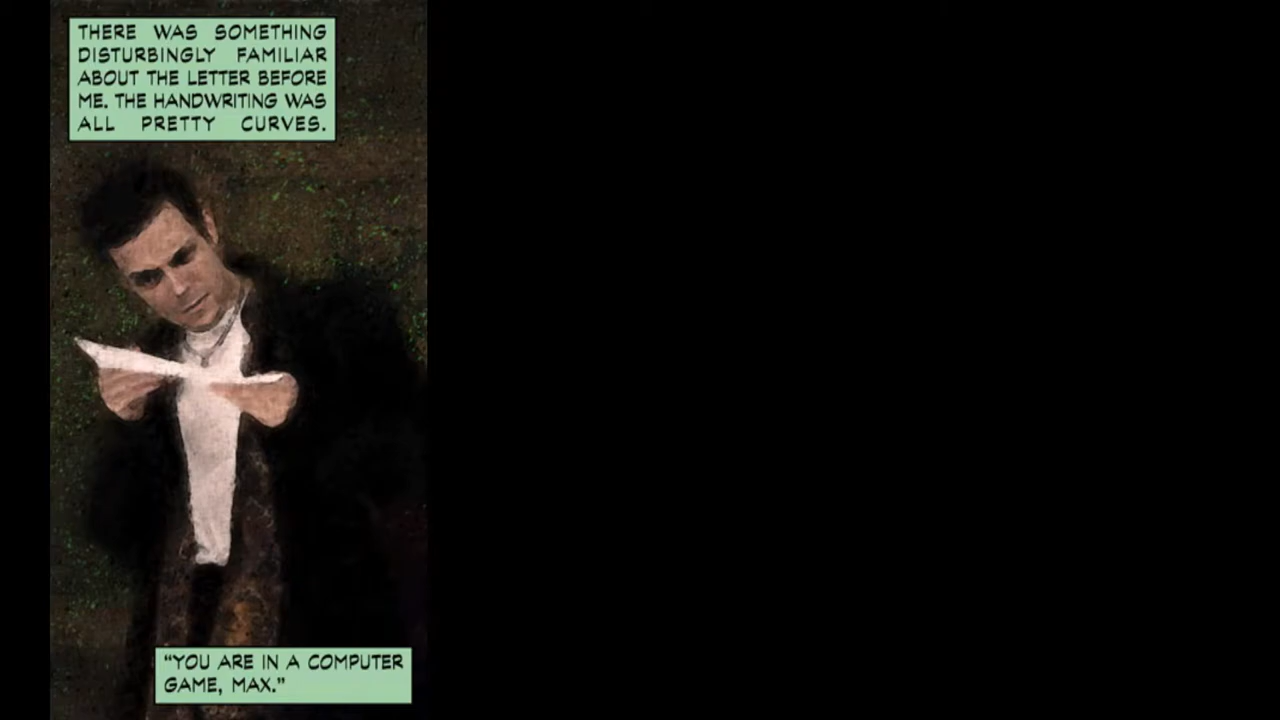 THERE WAS SOMETHING
DISTURBINGLY FAMILIAR
ABOUT THE LETTER BEFORE
ME. THE HANDWRITING WAS
ALL PRETTY CURVES.
“YOU ARE IN A COMPUTER
GAME, MAX.”